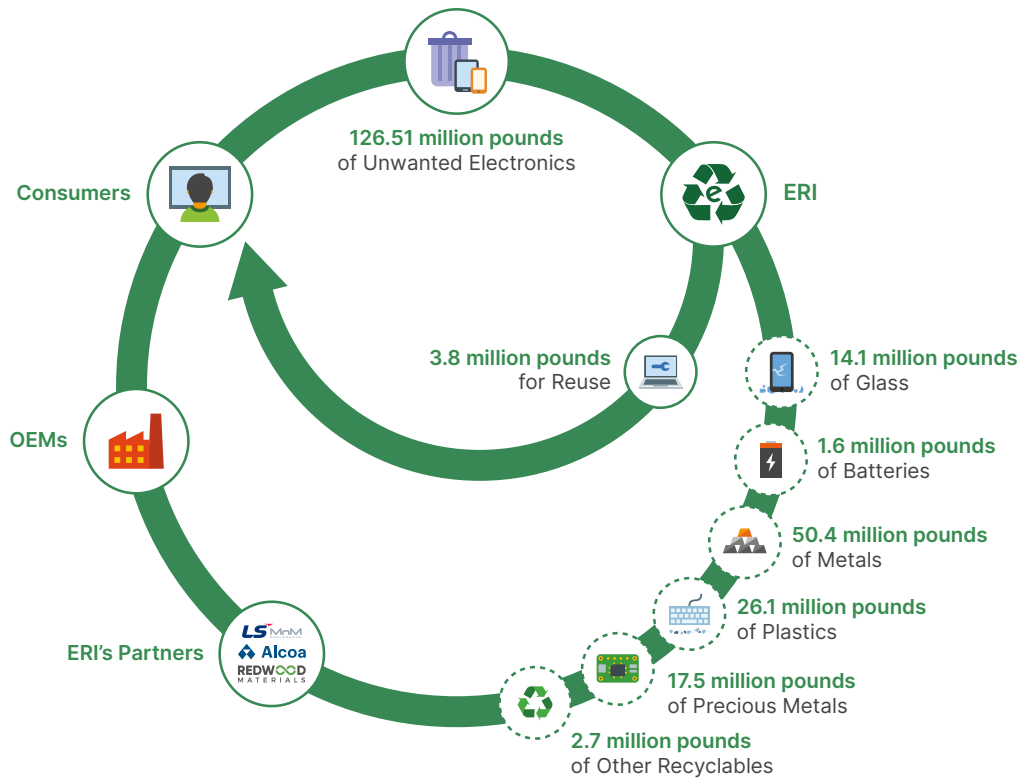 126.51 million pounds
of Unwanted Electronics
Consumers
e
ERI
3.8 million pounds
for Reuse
14.1 million pounds
of Glass
1.6 million pounds
of Batteries
OEMs
50.4 million pounds
of Metals
26.1 million pounds
of Plastics
ERI's Partners
LS MnM
Alcoa
REDWOOD
MATERIALS
17.5 million pounds
of Precious Metals
2.7 million pounds
of Other Recyclables